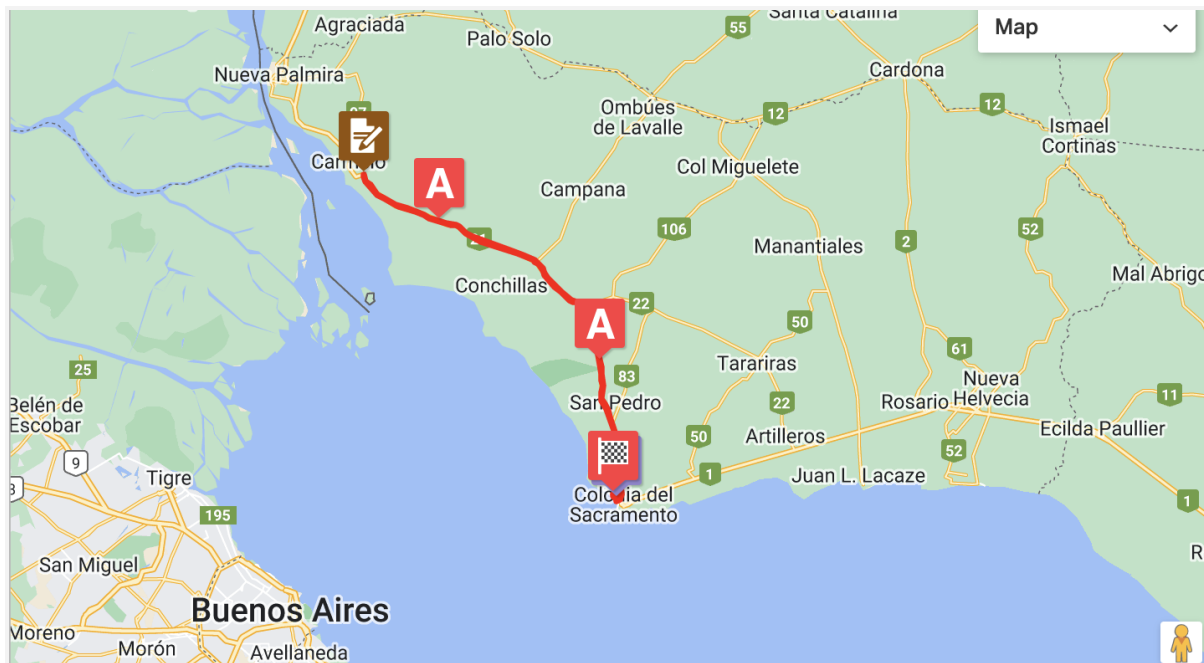 Santa Catalina
Agraciada
55
Map
Palo Solo
Nueva Palmira
Cardona
Ombúes
de Lavalle
12
12
Ismael
Cortinas
Col Miguelete
A
Campana
106
52
2
Manantiales
21
Mal Abrigo
Conchillas
22
50
A
61
Tarariras
25
83
Nueva
Helvecia
11
Belén de
Escobar
San Pedro
22
Rosario
Ecilda Paullier
50
Artilleros
52
9
Tigre
1
Juan L. Lacaze
Colonia del
Sacramento
1
195
San Miguel
Buenos Aires
Moreno
Morón
Avellaneda
R